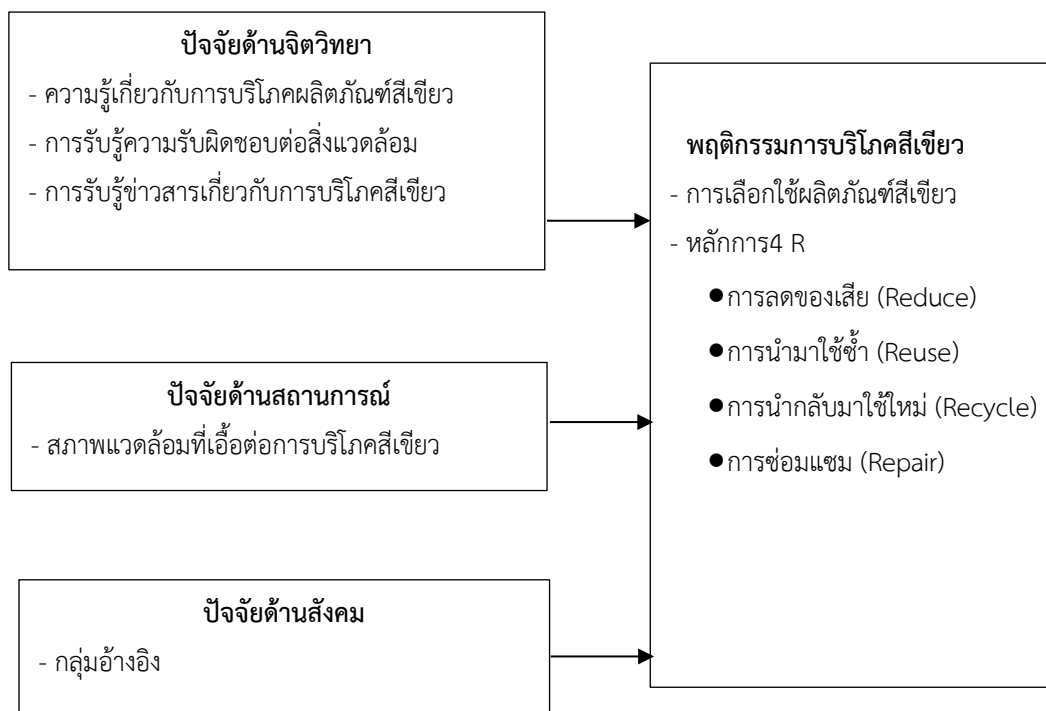 ปัจจัยด้านจิตวิทยา
- ความรู้เกี่ยวกับการบริโภคผลิตภัณฑ์สีเขียว
- การรับรู้ความรับผิดชอบต่อสิ่งแวดล้อม
- การรับรู้ข่าวสารเกี่ยวกับการบริโภคสีเขียว
ปัจจัยด้านสถานการณ์
- สภาพแวดล้อมที่เอื้อต่อการบริโภคสีเขียว
ปัจจัยด้านสังคม
- กลุ่มอ้างอิง
พฤติกรรมการบริโภคสีเขียว
- การเลือกใช้ผลิตภัณฑ์สีเขียว
- หลักการ4 R
●การลดของเสีย (Reduce)
●การนำมาใช้ซ้ำ (Reuse)
●การนำกลับมาใช้ใหม่ (Recycle)
●การซ่อมแซม (Repair)